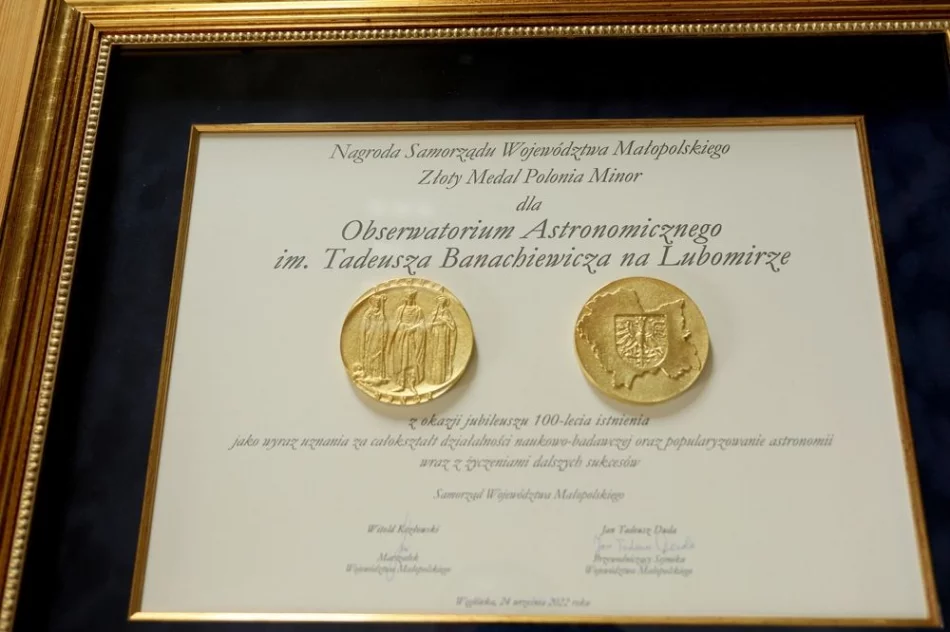 Nagroda Samorządu Województwa Małopolskiego
Złoty Medal Polonia Minor
dla
Obserwatorium Astronomicznego
im. Tadeusza Banachiewicza na Lubomirze
z okazji jubileuszu 100-lecia istnienia
jako wyraz uznania za całokształt działalności naukowo-badawczej oraz popularyzowanie astronomii
wraz z życzeniami dalszych sukcesów
Samorząd Województwa Małopolskiego
Witold Kozłowski
Jan Tadeusz Duda
Marszałek
Województwa Małopolskiego
Przewodniczący Sejmiku
Województwa Małopolskiego
Węglówka, 24 września 2022 roku